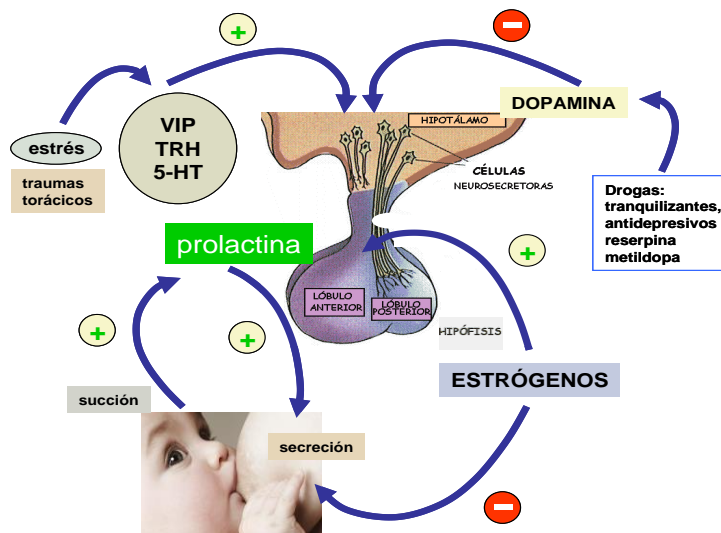 +
−
DOPAMINA
HIPOTÁLAMO
VIP
TRH
5-HT
estrés
traumas
torácicos
CÉLULAS
NEUROSECRETORAS
Drogas:
tranquilizantes,
antidepresivos
reserpina
metildopa
prolactina
+
LÓBULO
ANTERIOR
LÓBULO
POSTERIOR
HIPÓFISIS
+
+
ESTRÓGENOS
succión
secreción
−